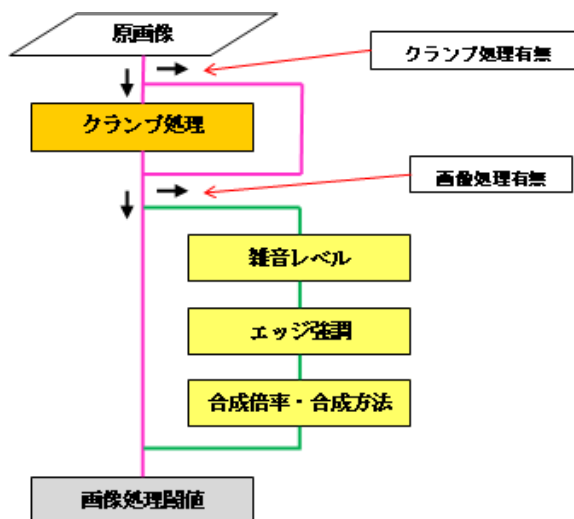 原画像
クランプ処理有無
クランプ処理
画像処理有無
雑音レベル
エッジ強調
合成倍率・合成方法
画像処理閾値